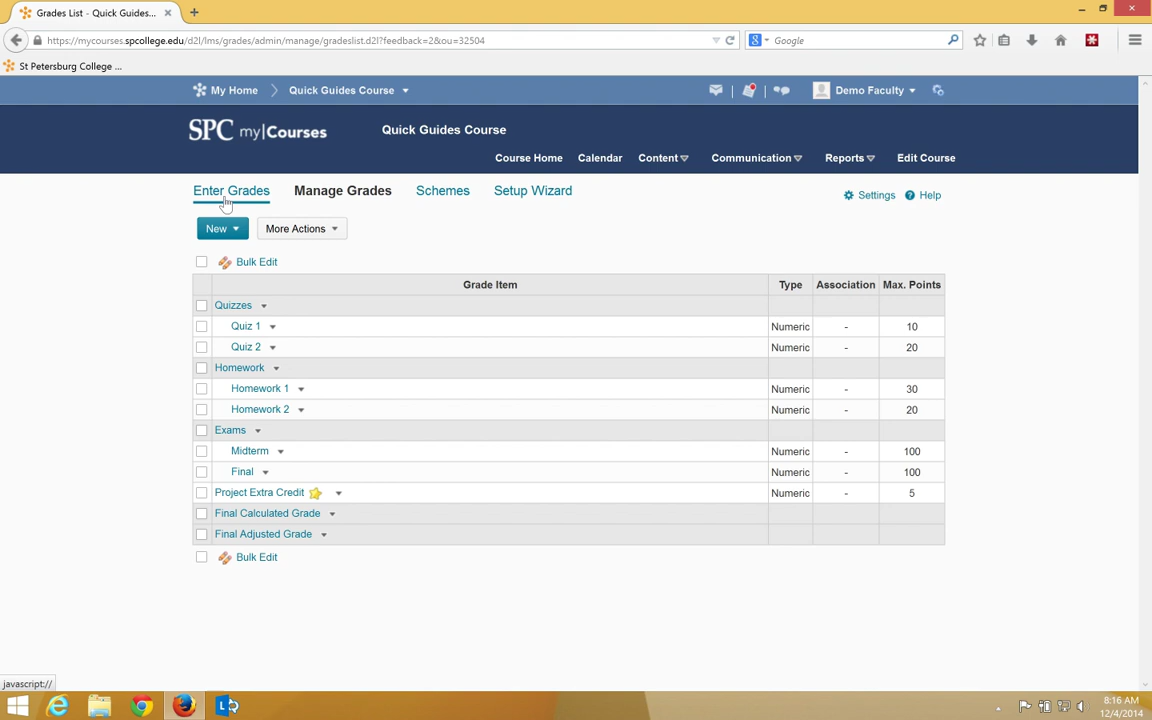 Grades List - Quick Guides...
https://mycourses.spcollege.edu/d2l/lms/grades/admin/manage/gradeslist.d2l?feedback=2&ou=32504
Google
St Petersburg College ...
My Home
Quick Guides Course
Demo Faculty
SPC my|Courses
Quick Guides Course
Course Home
Calendar
Content
Communication
Reports
Edit Course
Enter Grades
Manage Grades
Schemes
Setup Wizard
Settings
Help
New
More Actions
Bulk Edit
Grade Item Type Association Max. Points
Quizzes
Quiz 1 Numeric - 10
Quiz 2 Numeric - 20
Homework
Homework 1 Numeric - 30
Homework 2 Numeric - 20
Exams
Midterm Numeric - 100
Final Numeric - 100
Project Extra Credit Numeric - 5
Final Calculated Grade
Final Adjusted Grade
Bulk Edit
javascript://
8:16 AM
12/4/2014